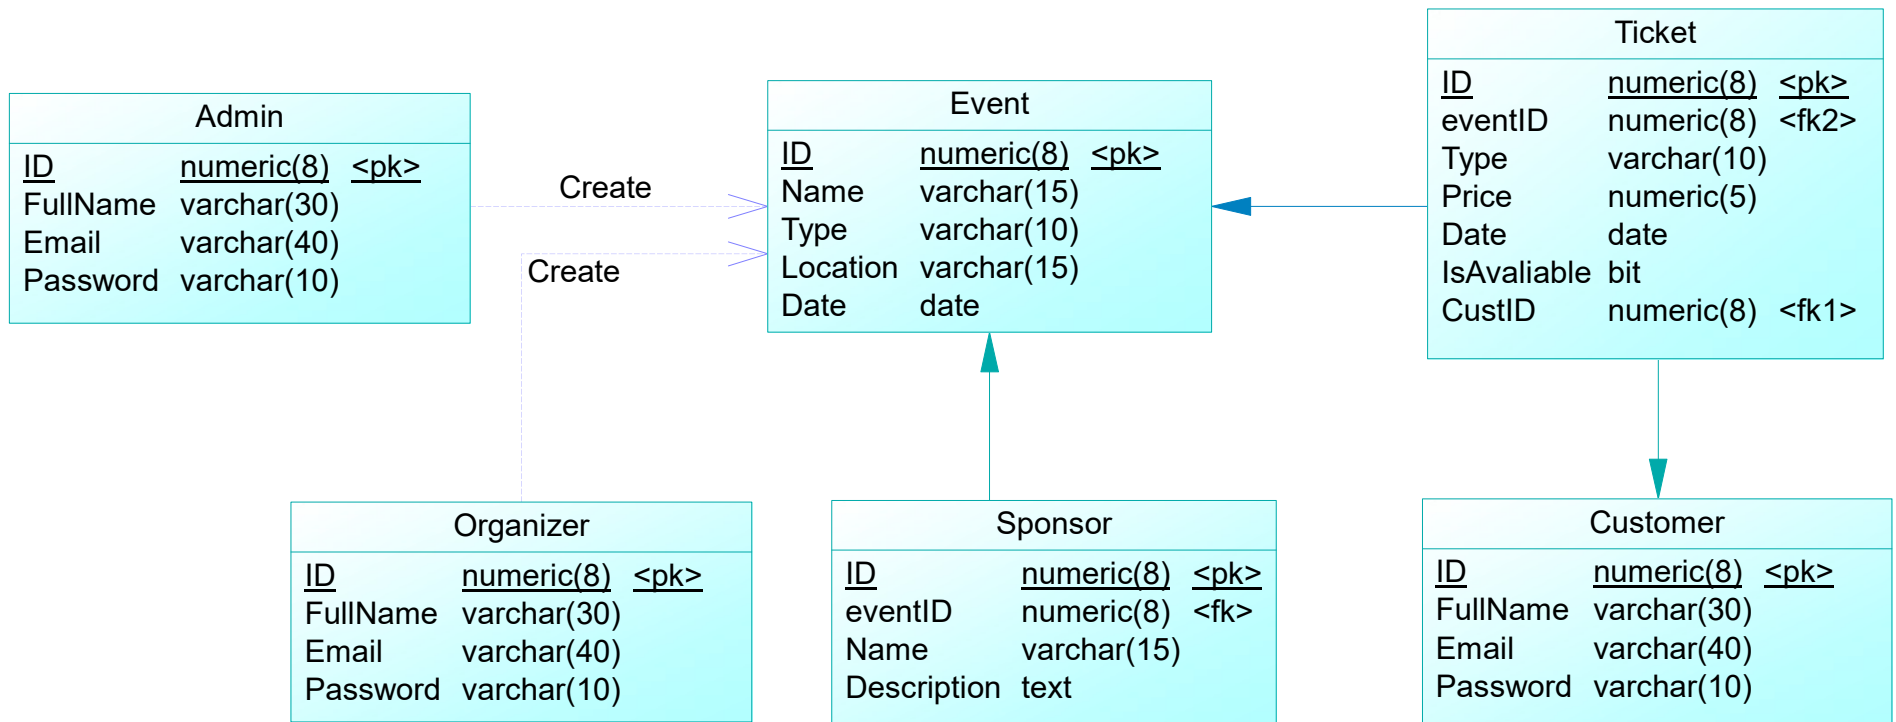 Admin
ID numeric(8) <pk>
FullName varchar(30)
Email varchar(40)
Password varchar(10)
Create
Create
Event
ID numeric(8) <pk>
Name varchar(15)
Type varchar(10)
Location varchar(15)
Date date
Ticket
ID numeric(8) <pk>
eventID numeric(8) <fk2>
Type varchar(10)
Price numeric(5)
Date date
IsAvaliable bit
CustID numeric(8) <fk1>
Organizer
ID numeric(8) <pk>
FullName varchar(30)
Email varchar(40)
Password varchar(10)
Sponsor
ID numeric(8) <pk>
eventID numeric(8) <fk>
Name varchar(15)
Description text
Customer
ID numeric(8) <pk>
FullName varchar(30)
Email varchar(40)
Password varchar(10)